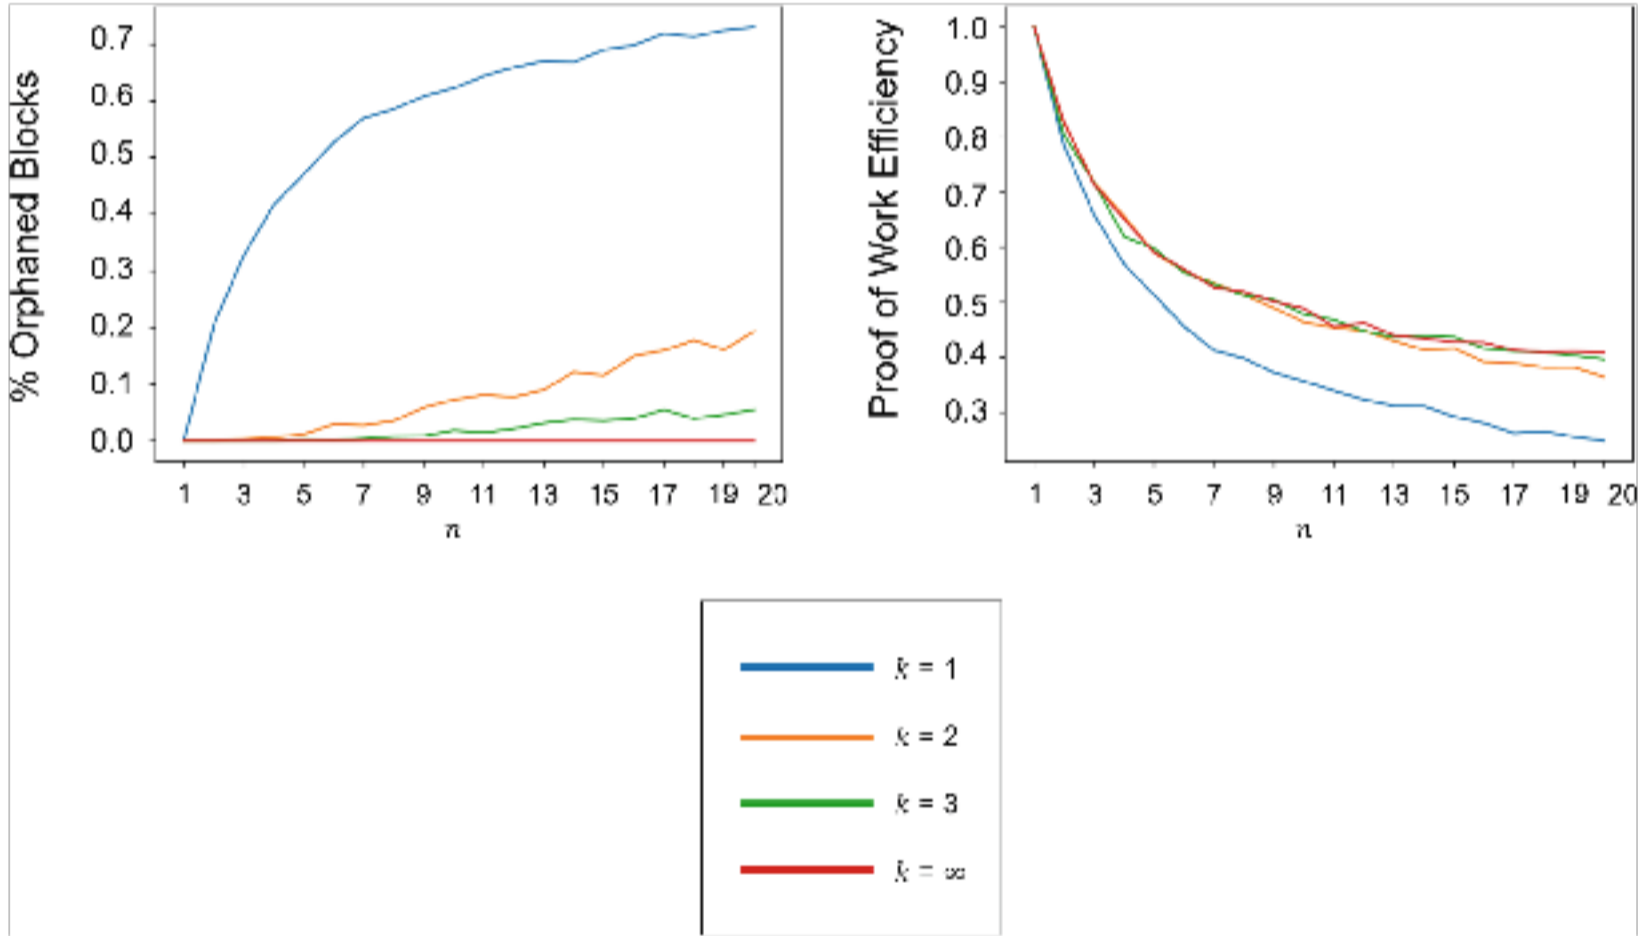 % Orphaned Blocks
0.7
0.6
0.5
0.4
0.3
0.2
0.1
0.0
1 3 5 7 9 11 13 15 17 19 20
n
Proof of Work Efficiency
1.0
0.9
0.8
0.7
0.6
0.5
0.4
0.3
1 3 5 7 9 11 13 15 17 19 20
n
k = 1
k = 2
k = 3
k = ∞